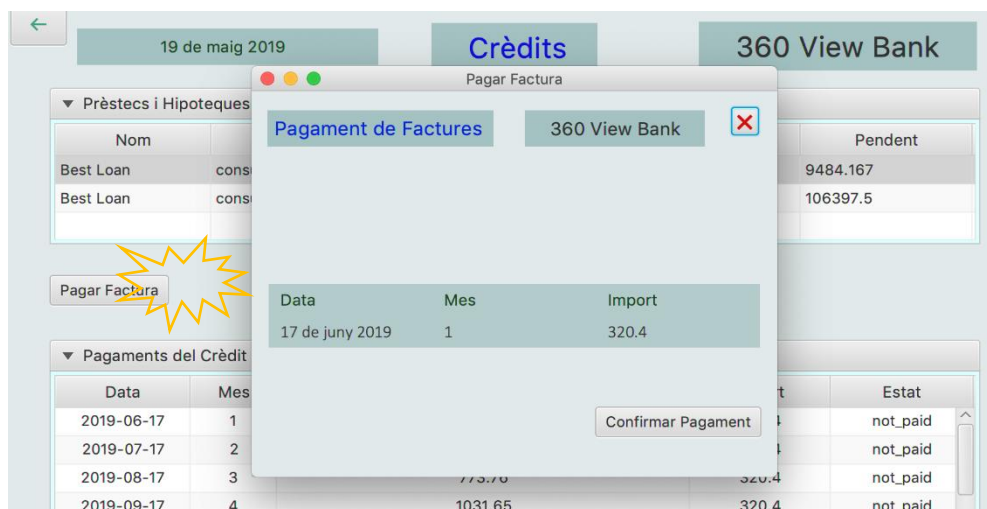 ←
19 de maig 2019 Crèdits 360 View Bank
Pagar Factura
▼ Prèstecs i Hipoteques
Pagament de Factures 360 View Bank
Nom Pendent
Best Loan 9484.167
Best Loan 106397.5
Pagar Factura
Data Mes Import
17 de juny 2019 1 320.4
▼ Pagaments del Crèdit
Data Mes Estat
Confirmar Pagament
2019-06-17 1 not_paid
2019-07-17 2 not_paid
2019-08-17 3 773.76 320.4 not_paid
2019-09-17 4 1031.65 320.4 not_paid